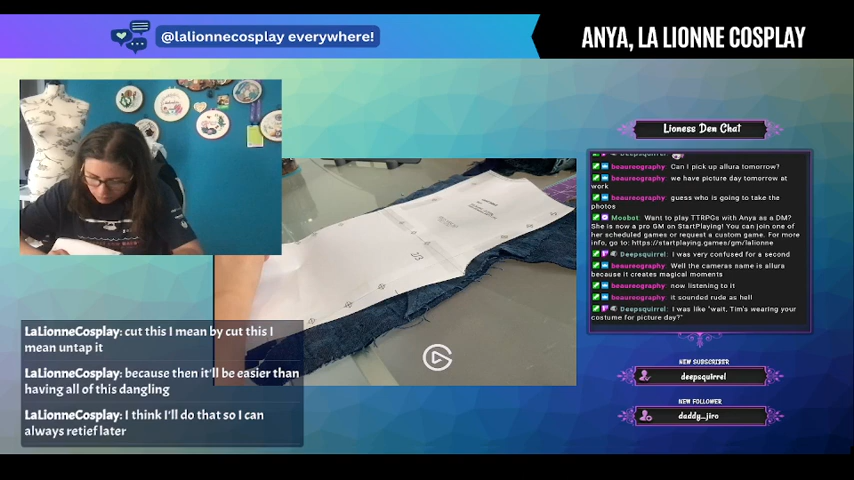 @lalionnecosplay everywhere!
ANYA, LA LIONNE COSPLAY
Lioness Den Chat
Deepsquirrel:
beaureography: Can I pick up allura tomorrow?
beaureography: we have picture day tomorrow at
work
beaureography: guess who is going to take the
photos
Moobot: Want to play TTRPGs with Anya as a DM?
She is now a pro GM on StartPlaying! You can join one of
her scheduled games or request a custom game. For more
info, go to: https://startplaying.games/gm/lalionne
Deepsquirrel: I was very confused for a second
beaureography: Well the cameras name is allura
because it creates magical moments
beaureography: now listening to it
beaureography: it sounded rude as hell
Deepsquirrel: I was like "wait, Tim's wearing your
costume for picture day?"
NEW SUBSCRIBER
deepsquirrel
NEW FOLLOWER
daddy_jiro
LaLionneCosplay: cut this I mean by cut this I
mean untap it
LaLionneCosplay: because then it'll be easier than
having all of this dangling
LaLionneCosplay: I think I'll do that so I can
always retief later
U3